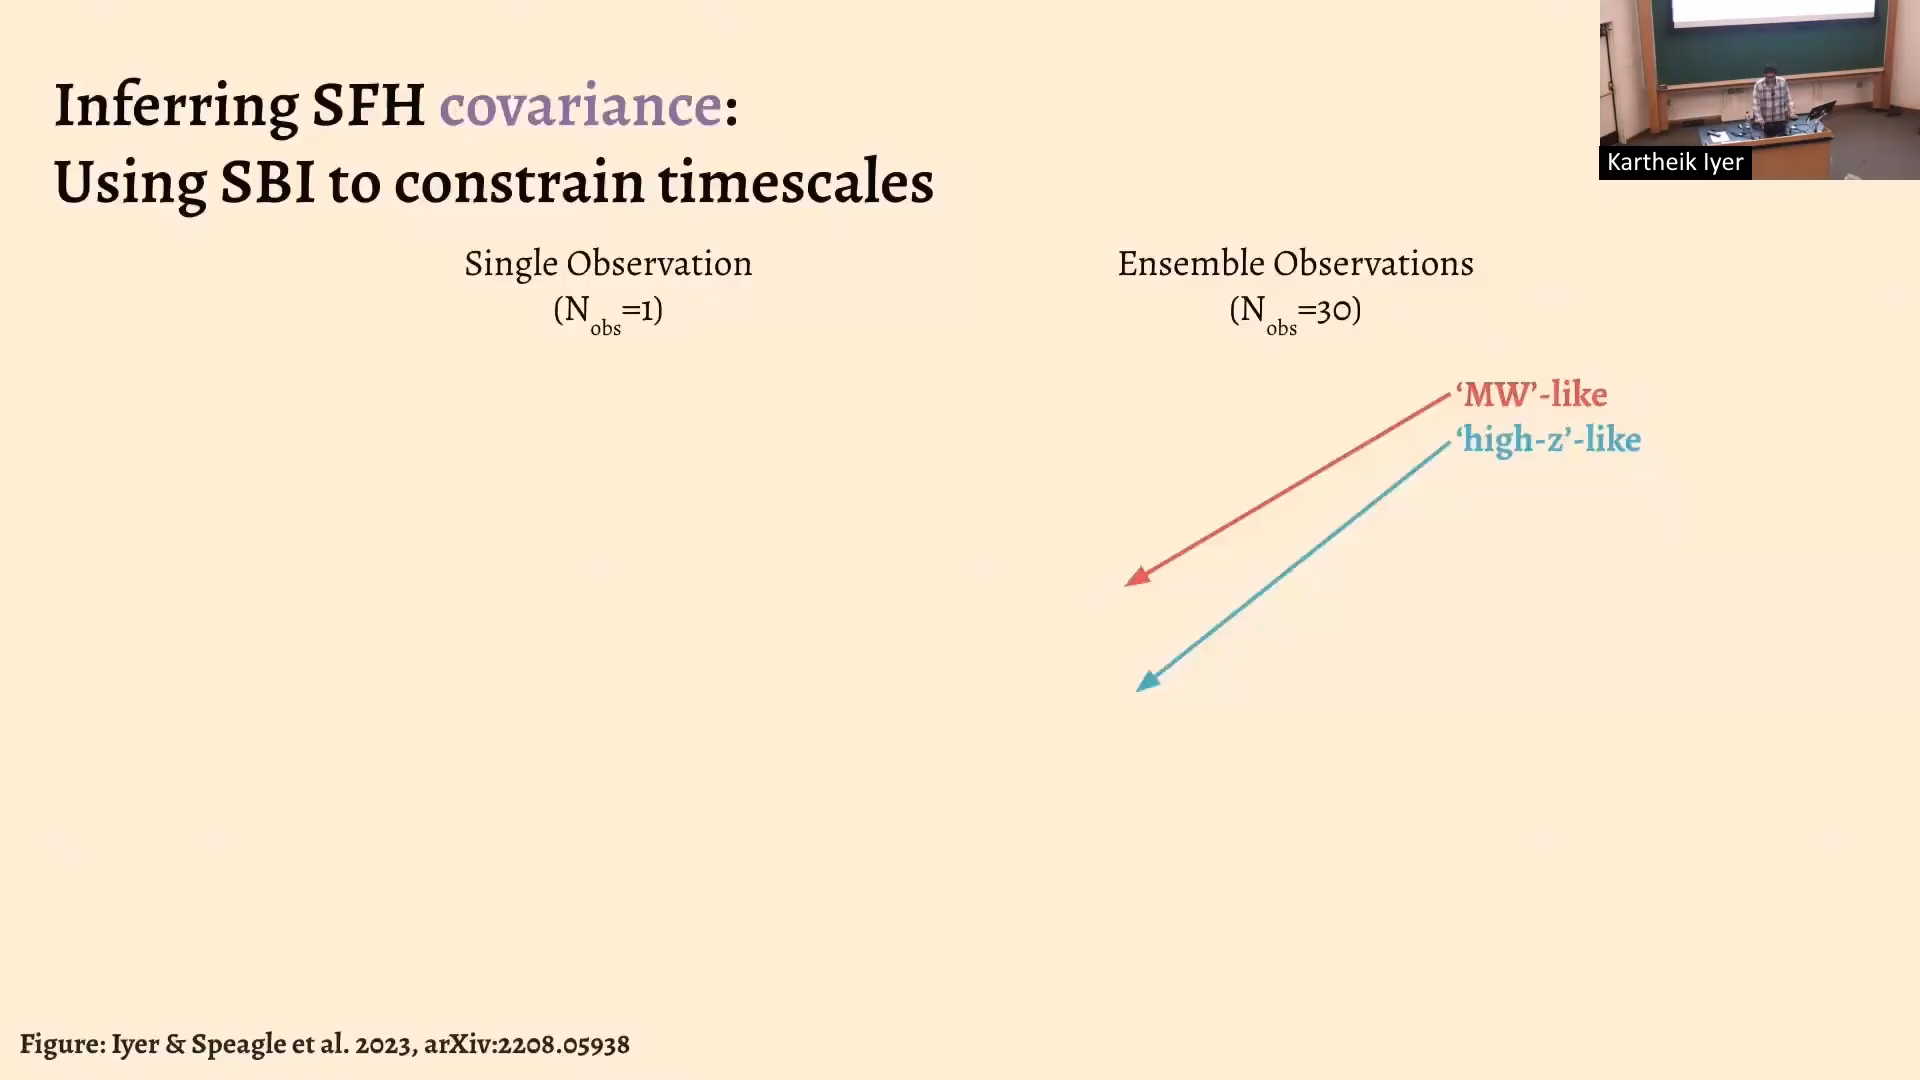 Inferring SFH covariance:
Using SBI to constrain timescales
Kartheik Iyer
Single Observation
(Nobs=1)
Ensemble Observations
(Nobs=30)
‘MW’-like
‘high-z’-like
Figure: Iyer & Speagle et al. 2023, arXiv:2208.05938